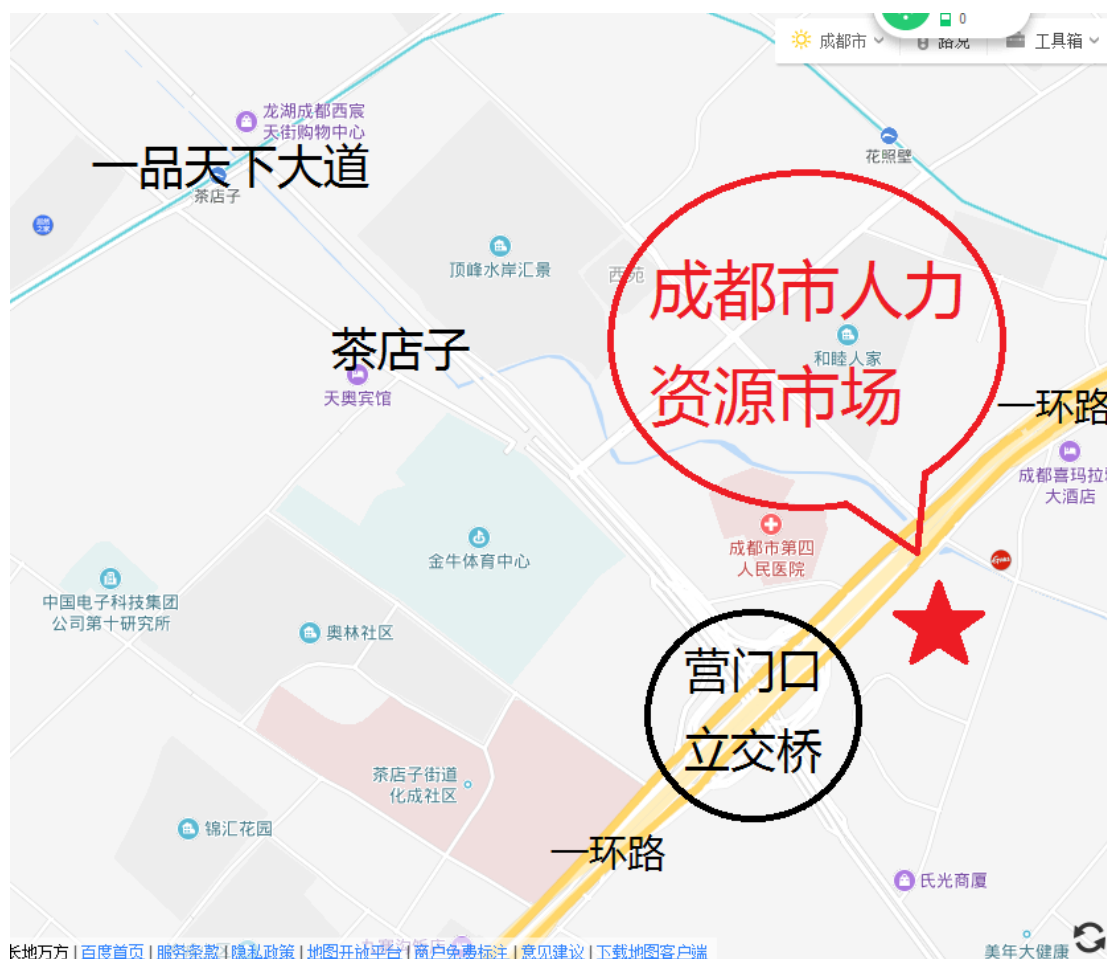 0
成都市
路况
工具箱
龙湖成都西宸
天街购物中心
一品天下大道
茶店子
花照壁
顶峰水岸汇景
西苑
成都市人力
资源市场
和睦人家
茶店子
天奥宾馆
一环路
成都喜玛拉雅
大酒店
金牛体育中心
成都市第四
人民医院
中国电子科技集团
公司第十研究所
奥林社区
营门口
立交桥
茶店子街道
化成社区
锦汇花园
一环路
氏光商厦
长地万方 | 百度首页 | 服务条款 | 隐私政策 | 地图开放平台 | 商户免费标注 | 意见建议 | 下载地图客户端
美年大健康